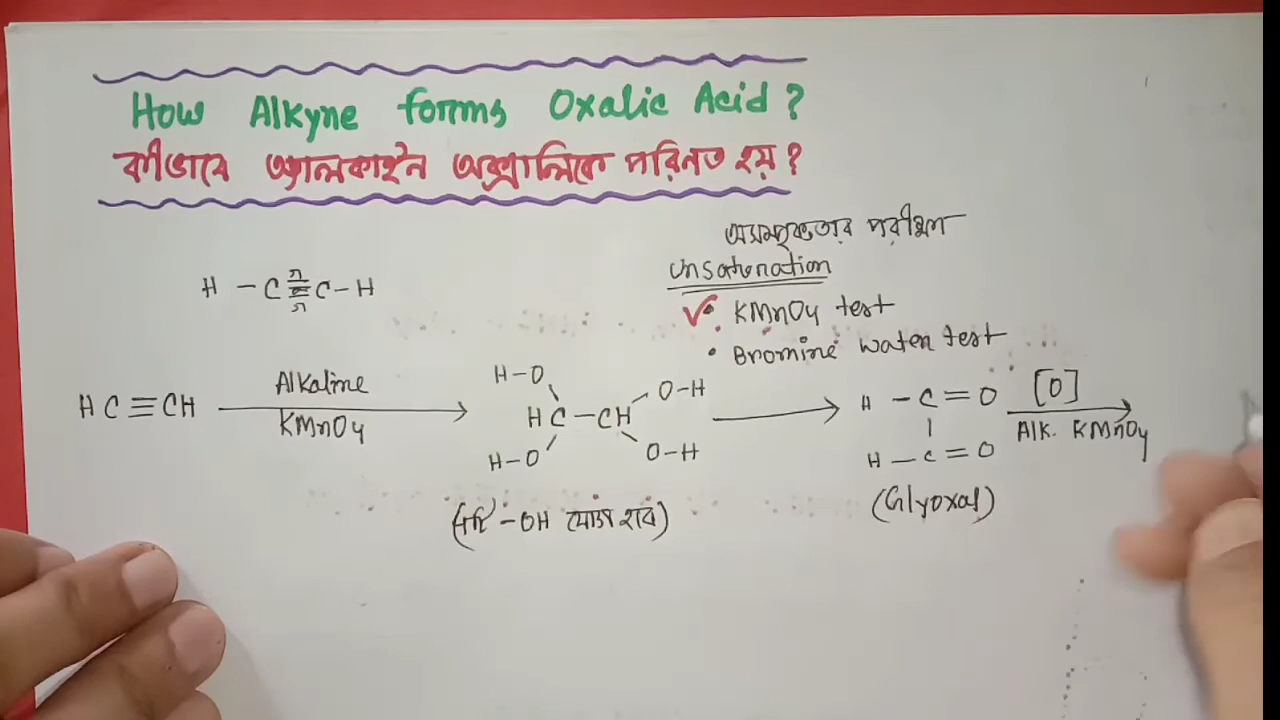 How Alkyne forms Oxalic Acid?
কীভাবে অ্যালকাইন অক্সালিকে পরিনত হয়?
অসম্পৃক্ততার পরীক্ষা
Unsaturation
H - C ≡ C - H
π
π
✓• KMnO4 test
• Bromine water test
HC ≡ CH
Alkaline
KMnO4
H-O
O-H
HC - CH
H-O
O-H
(-OH যোগ হবে)
H - C = O
H - C = O
(Glyoxal)
[O]
Alk. KMnO4